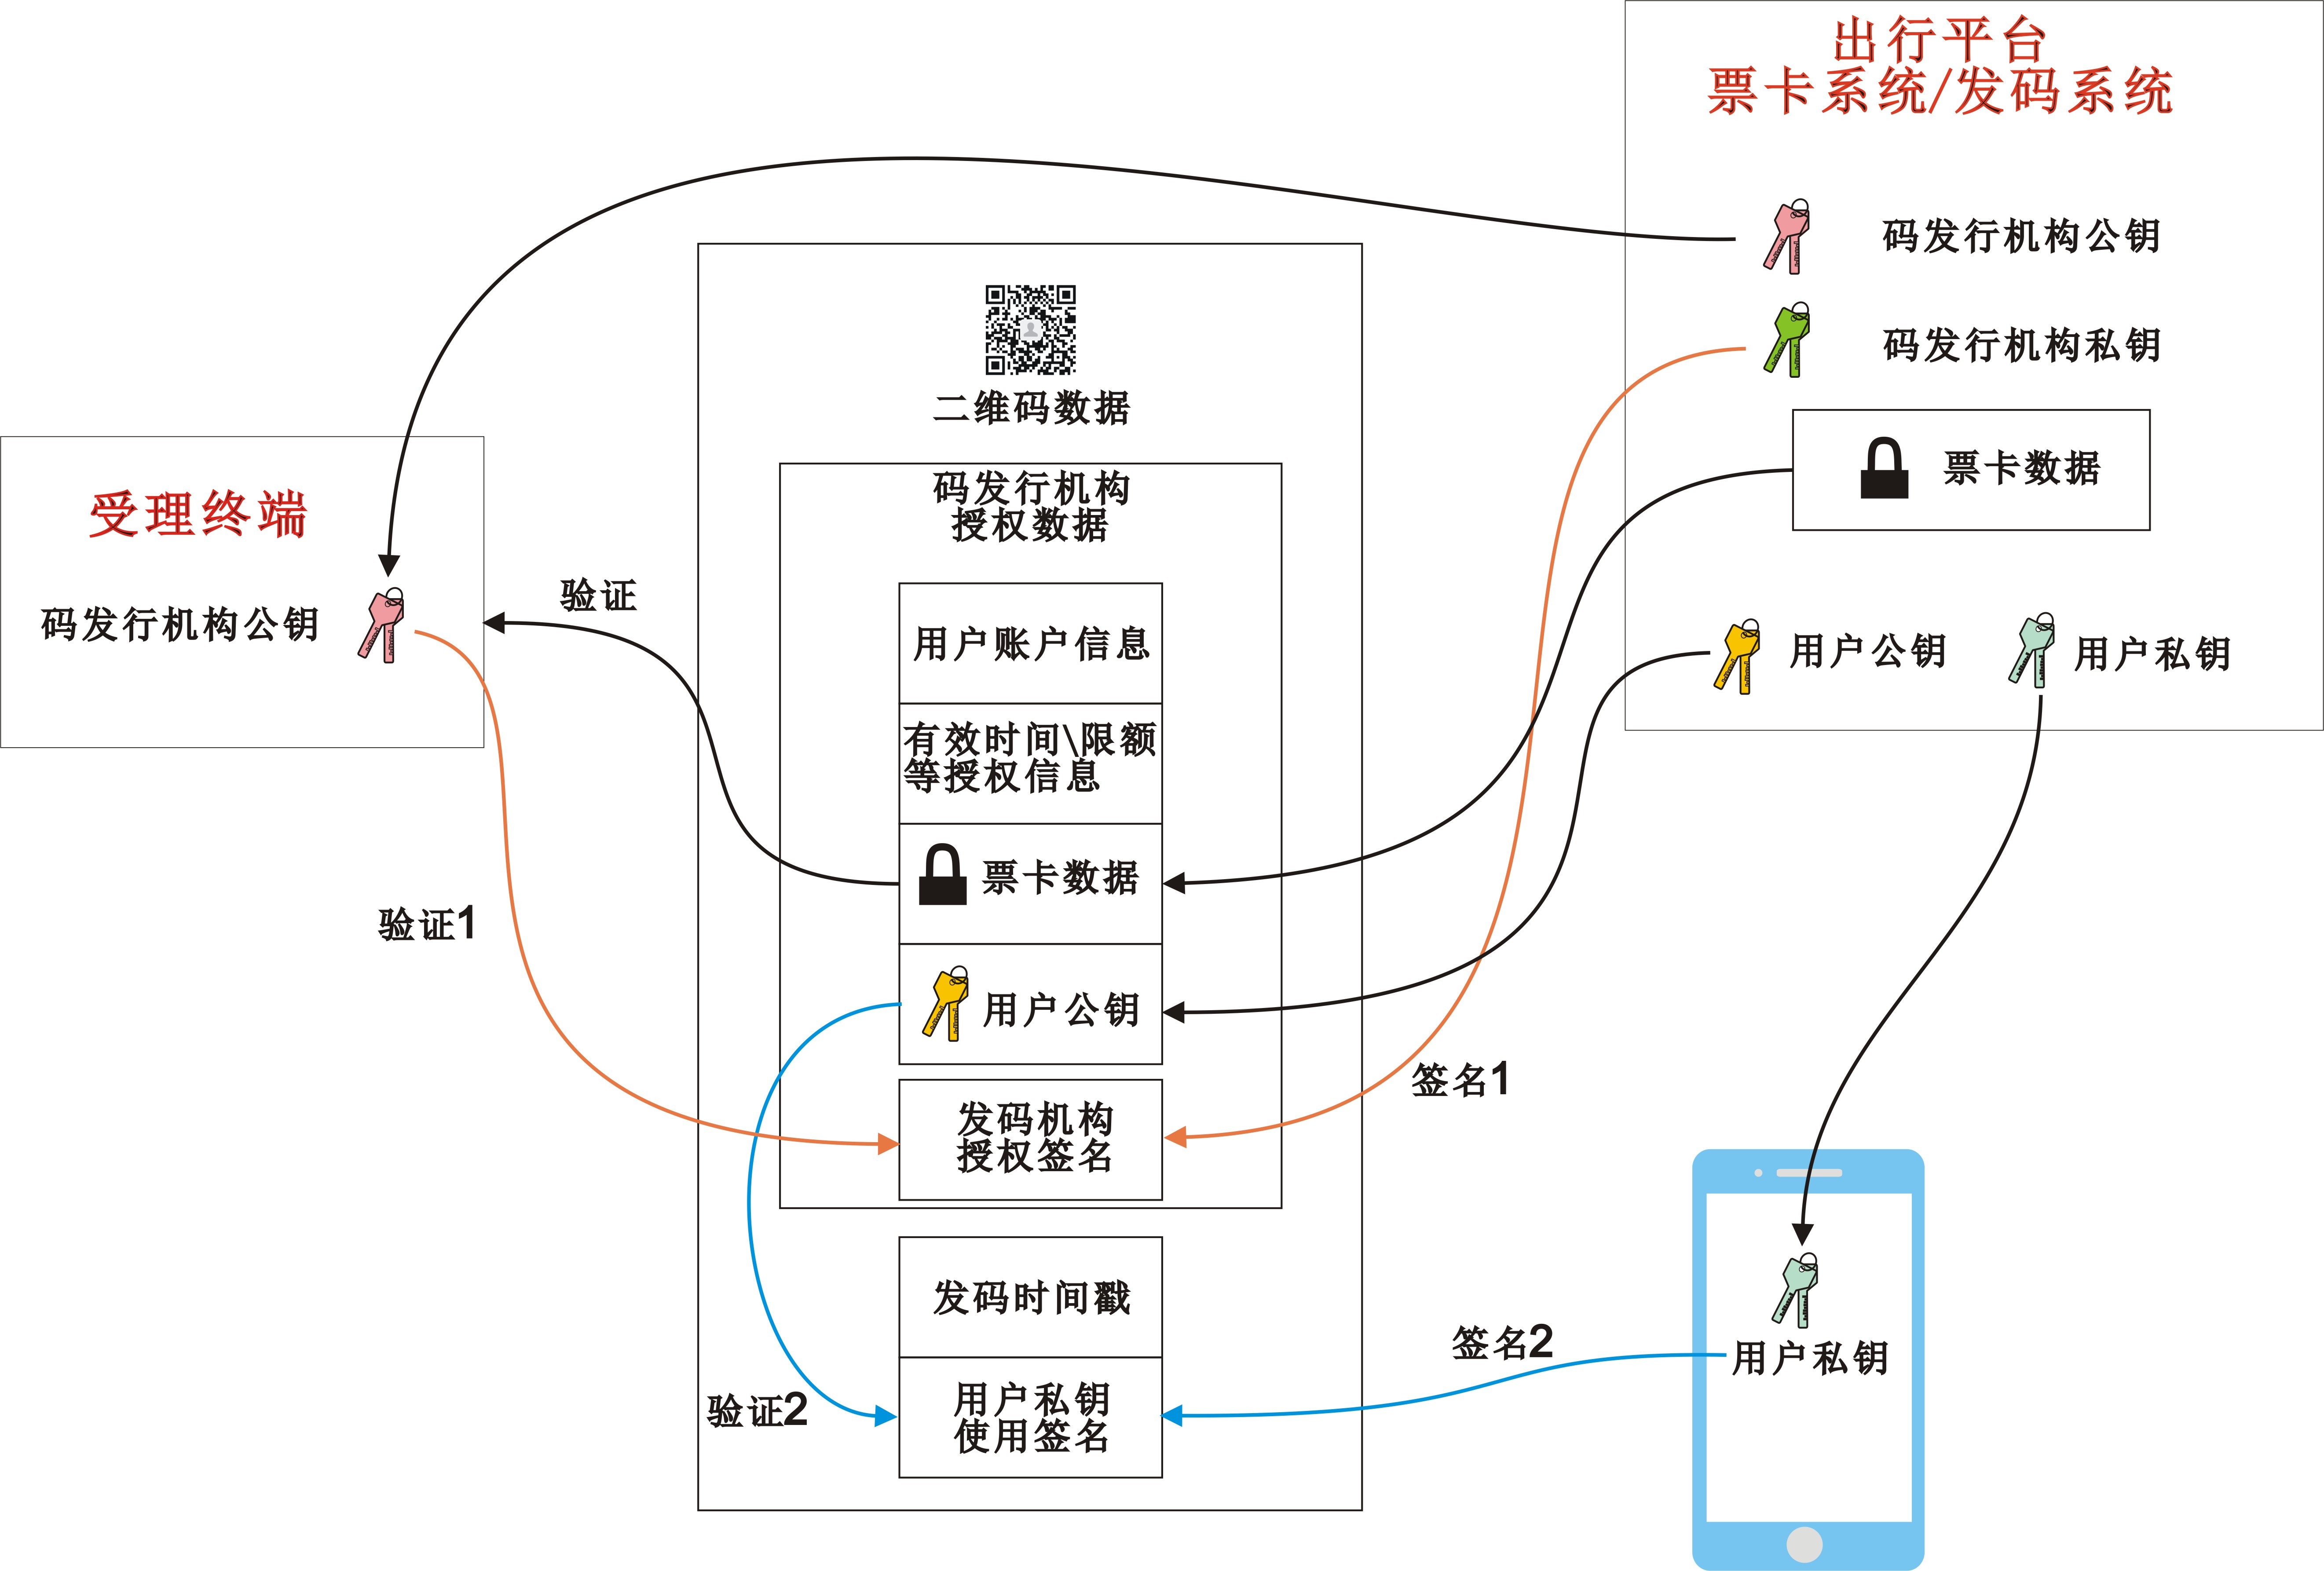 出行平台
票卡系统/发码系统
码发行机构公钥
码发行机构私钥
票卡数据
用户公钥
用户私钥
二维码数据
码发行机构
授权数据
用户账户信息
有效时间\限额
等授权信息
票卡数据
用户公钥
发码机构
授权签名
发码时间戳
用户私钥
使用签名
受理终端
码发行机构公钥
验证
验证1
验证2
签名1
签名2
用户私钥